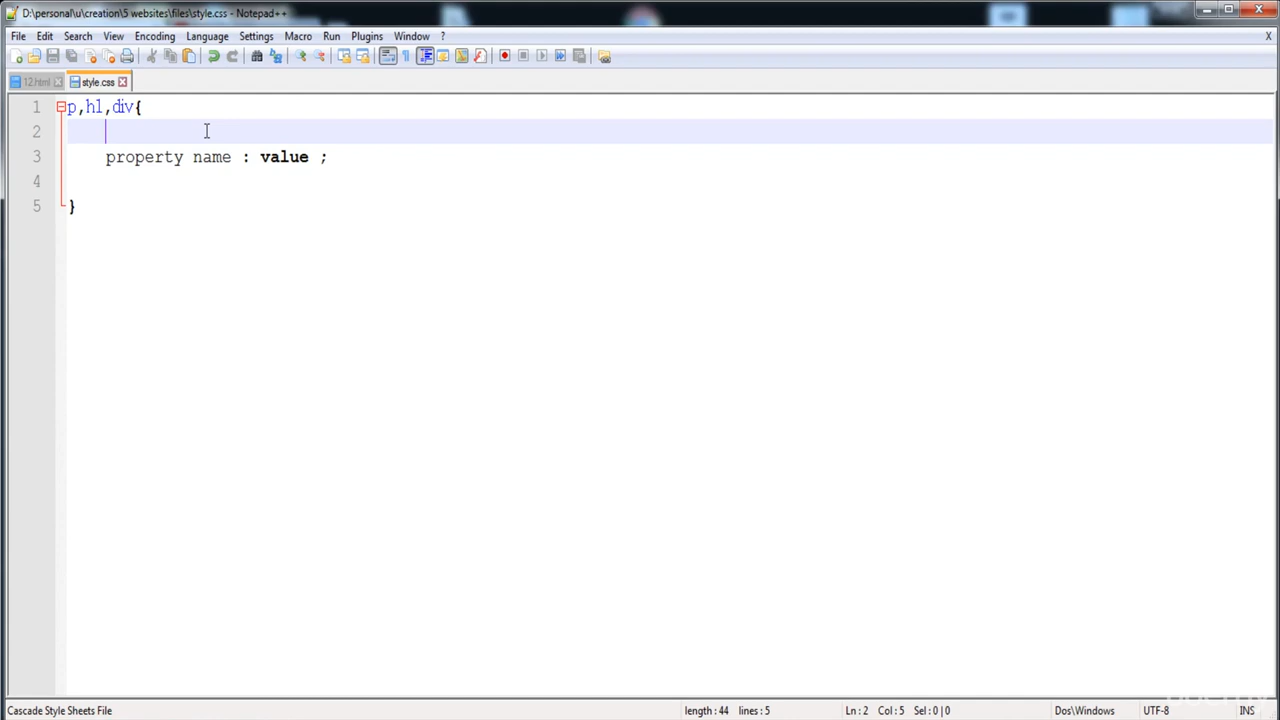 D:\personal\u\creation\5 websites\files\style.css - Notepad++
File Edit Search View Encoding Language Settings Macro Run Plugins Window ? X
12.html style.css
1 p,h1,div{
2
3 property name : value ;
4
5 }
Cascade Style Sheets File length: 44 lines: 5 Ln: 2 Col: 5 Sel: 0 | 0 Dos\Windows UTF-8 INS